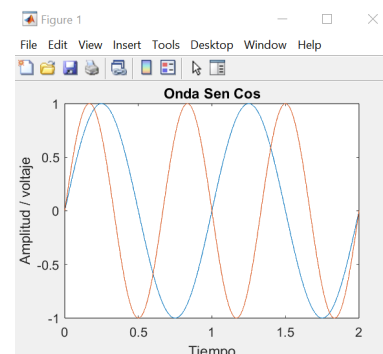 Figure 1
File Edit View Insert Tools Desktop Window Help
Onda Sen Cos
Amplitud / voltaje
1
0.5
0
-0.5
-1
0 0.5 1 1.5 2
Tiempo